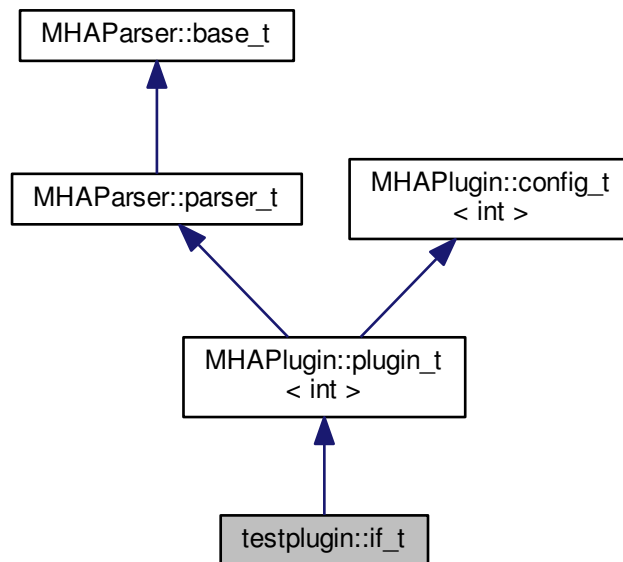 MHAParser::base_t
MHAParser::parser_t
MHAPlugin::config_t
< int >
MHAPlugin::plugin_t
< int >
testplugin::if_t